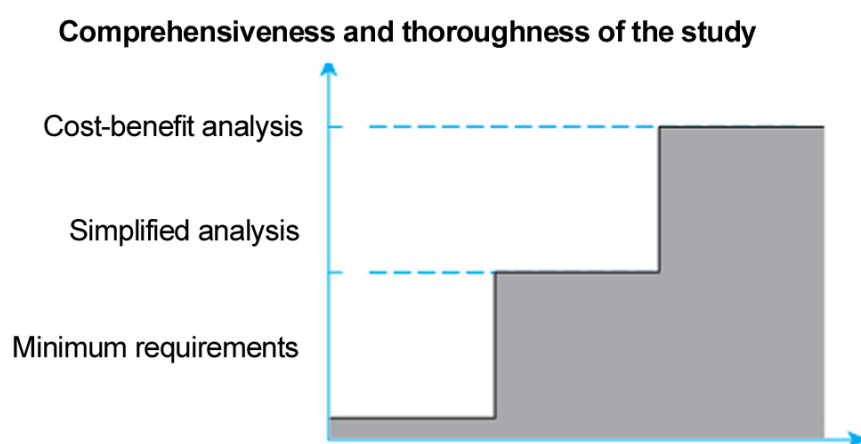 Comprehensiveness and thoroughness of the study
Cost-benefit analysis
Simplified analysis
Minimum requirements